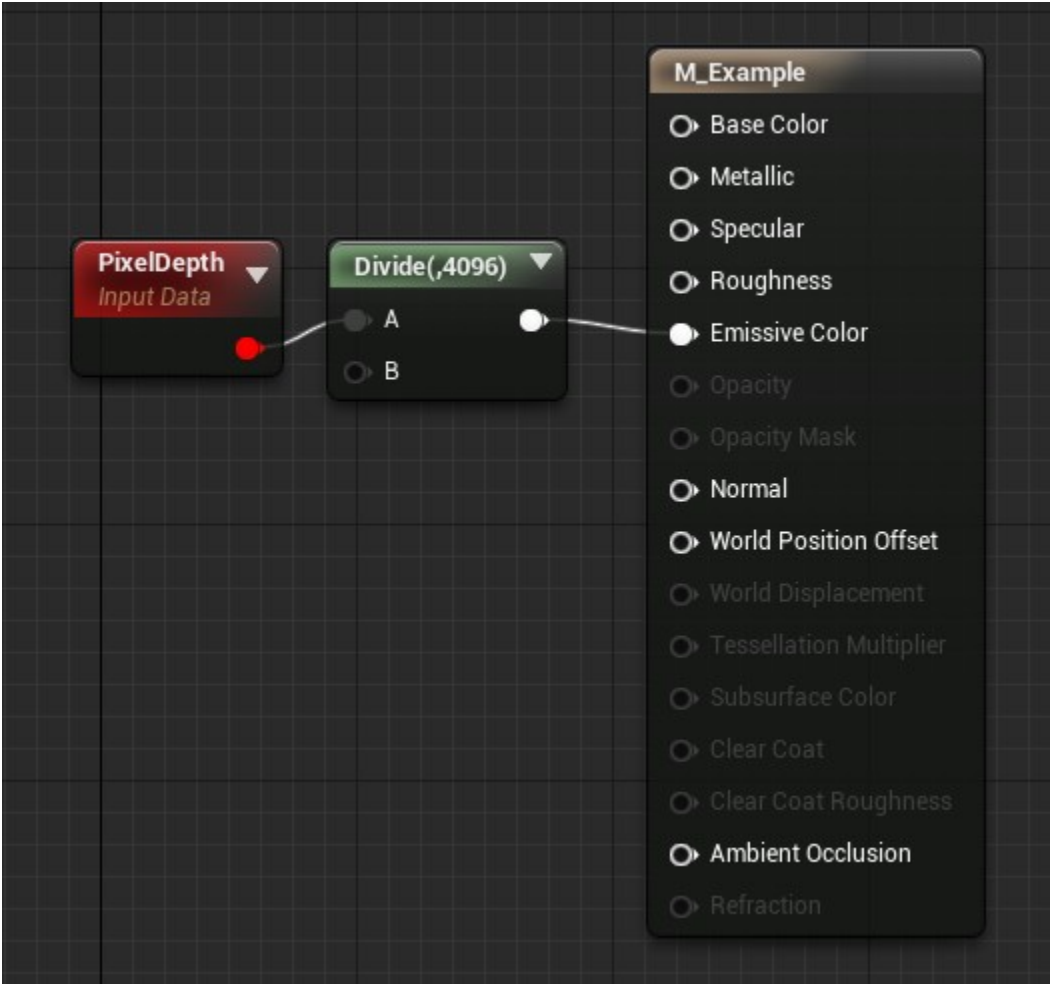 PixelDepth
Input Data
Divide(,4096)
A
B
M_Example
Base Color
Metallic
Specular
Roughness
Emissive Color
Opacity
Opacity Mask
Normal
World Position Offset
World Displacement
Tessellation Multiplier
Subsurface Color
Clear Coat
Clear Coat Roughness
Ambient Occlusion
Refraction